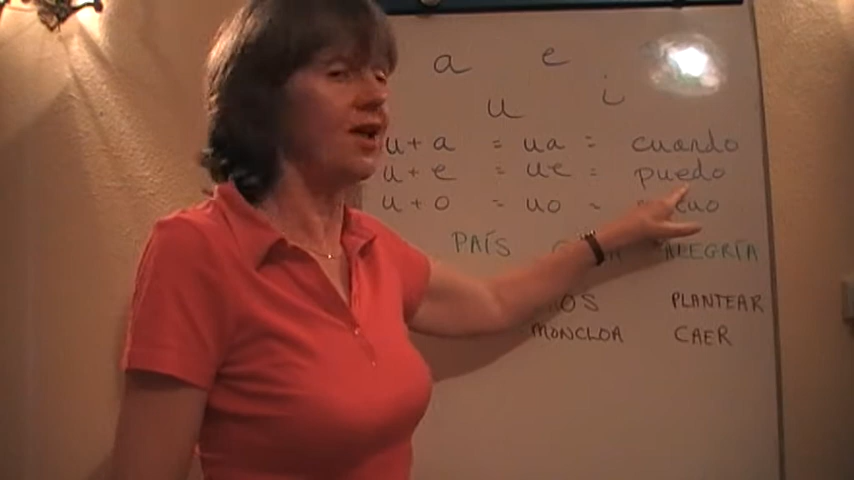 a e
i
u
u + a = ua = cuando
u + e = ue = puedo
u + o = uo =
PAÍS ALEGRÍA
PLANTEAR
MONCLOA CAER